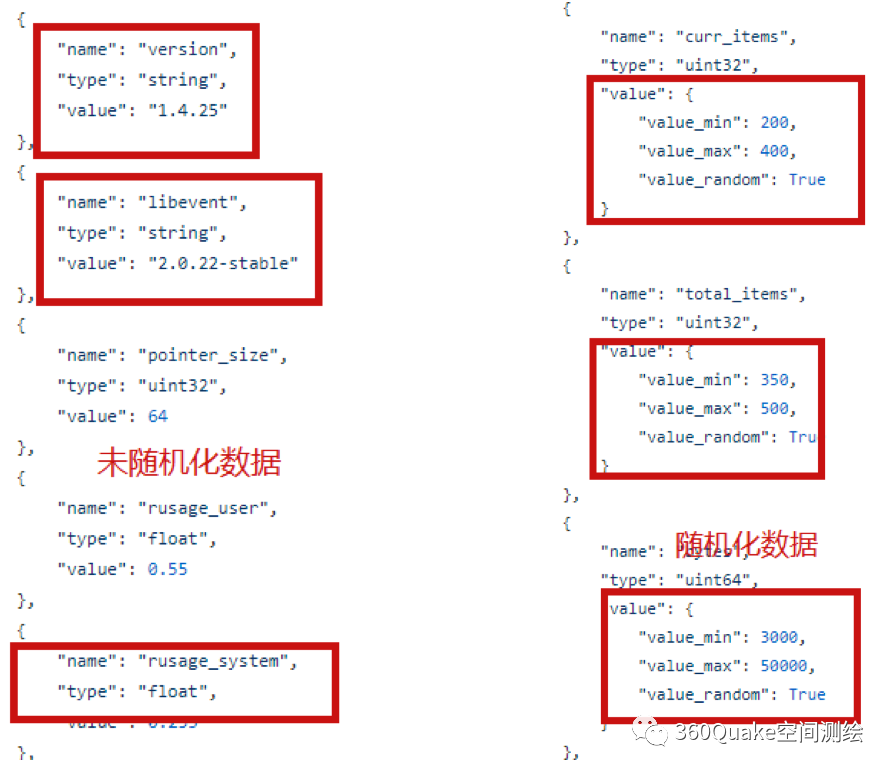 {
"name": "version",
"type": "string",
"value": "1.4.25"
},
{
"name": "libevent",
"type": "string",
"value": "2.0.22-stable"
},
{
"name": "pointer_size",
"type": "uint32",
"value": 64
},
未随机化数据
{
"name": "rusage_user",
"type": "float",
"value": 0.55
},
{
"name": "rusage_system",
"type": "float",
},
{
"name": "curr_items",
"type": "uint32",
"value": {
"value_min": 200,
"value_max": 400,
"value_random": True
}
},
{
"name": "total_items",
"type": "uint32",
"value": {
"value_min": 350,
"value_max": 500,
"value_random": Tru
}
},
{
随机化数据
"name": "bytes",
"type": "uint64",
value": {
"value_min": 3000,
"value_max": 50000,
"value_random": True
}
360Quake空间测绘
},